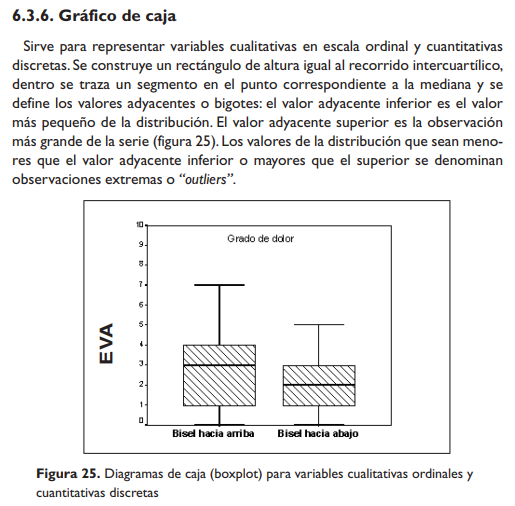 6.3.6. Gráfico de caja
Sirve para representar variables cualitativas en escala ordinal y cuantitativas
discretas. Se construye un rectángulo de altura igual al recorrido intercuartílico,
dentro se traza un segmento en el punto correspondiente a la mediana y se
define los valores adyacentes o bigotes: el valor adyacente inferior es el valor
más pequeño de la distribución. El valor adyacente superior es la observación
más grande de la serie (figura 25). Los valores de la distribución que sean meno-
res que el valor adyacente inferior o mayores que el superior se denominan
observaciones extremas o “outliers”.
Grado de dolor
10
9
8
7
6
5
4
3
2
1
0
EVA
Bisel hacia arriba
Bisel hacia abajo
Figura 25. Diagramas de caja (boxplot) para variables cualitativas ordinales y
cuantitativas discretas